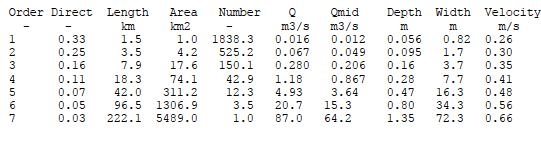 Order Direct Length Area Number Q Qmid Depth Width Velocity
- - km km2 - m3/s m3/s m m m/s
1 0.33 1.5 1.0 1838.3 0.016 0.012 0.056 0.82 0.26
2 0.25 3.5 4.2 525.2 0.067 0.049 0.095 1.7 0.30
3 0.16 7.9 17.6 150.1 0.280 0.206 0.16 3.7 0.35
4 0.11 18.3 74.1 42.9 1.18 0.867 0.28 7.7 0.41
5 0.07 42.0 311.2 12.3 4.93 3.64 0.47 16.3 0.48
6 0.05 96.5 1306.9 3.5 20.7 15.3 0.80 34.3 0.56
7 0.03 222.1 5489.0 1.0 87.0 64.2 1.35 72.3 0.66